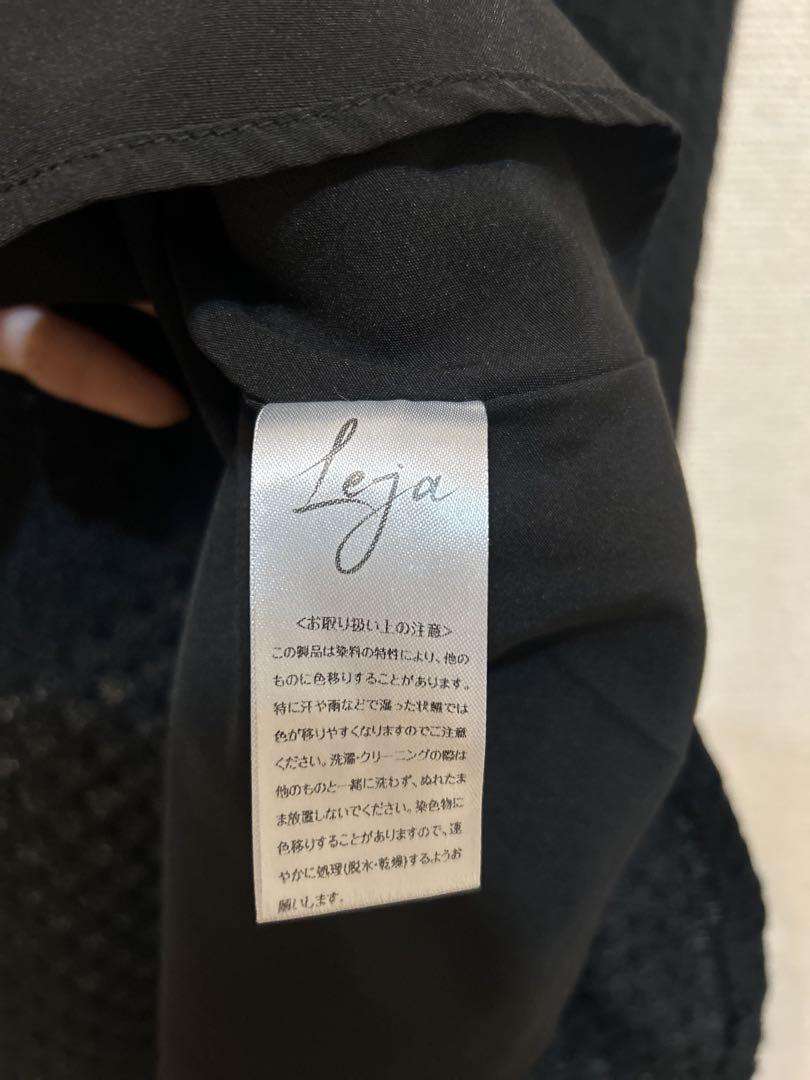 Leja
<お取り扱い上の注意>
この製品は染料の特性により、他の
ものに色移りすることがあります。
特に汗や雨などで湿った状態では
色が移りやすくなりますのでご注意
ください。洗濯・クリーニングの際は
他のものと一緒に洗わず、ぬれたま
ま放置しないでください。染色物に
色移りすることがありますので、速
やかに処理(脱水・乾燥)するようお
願いします。